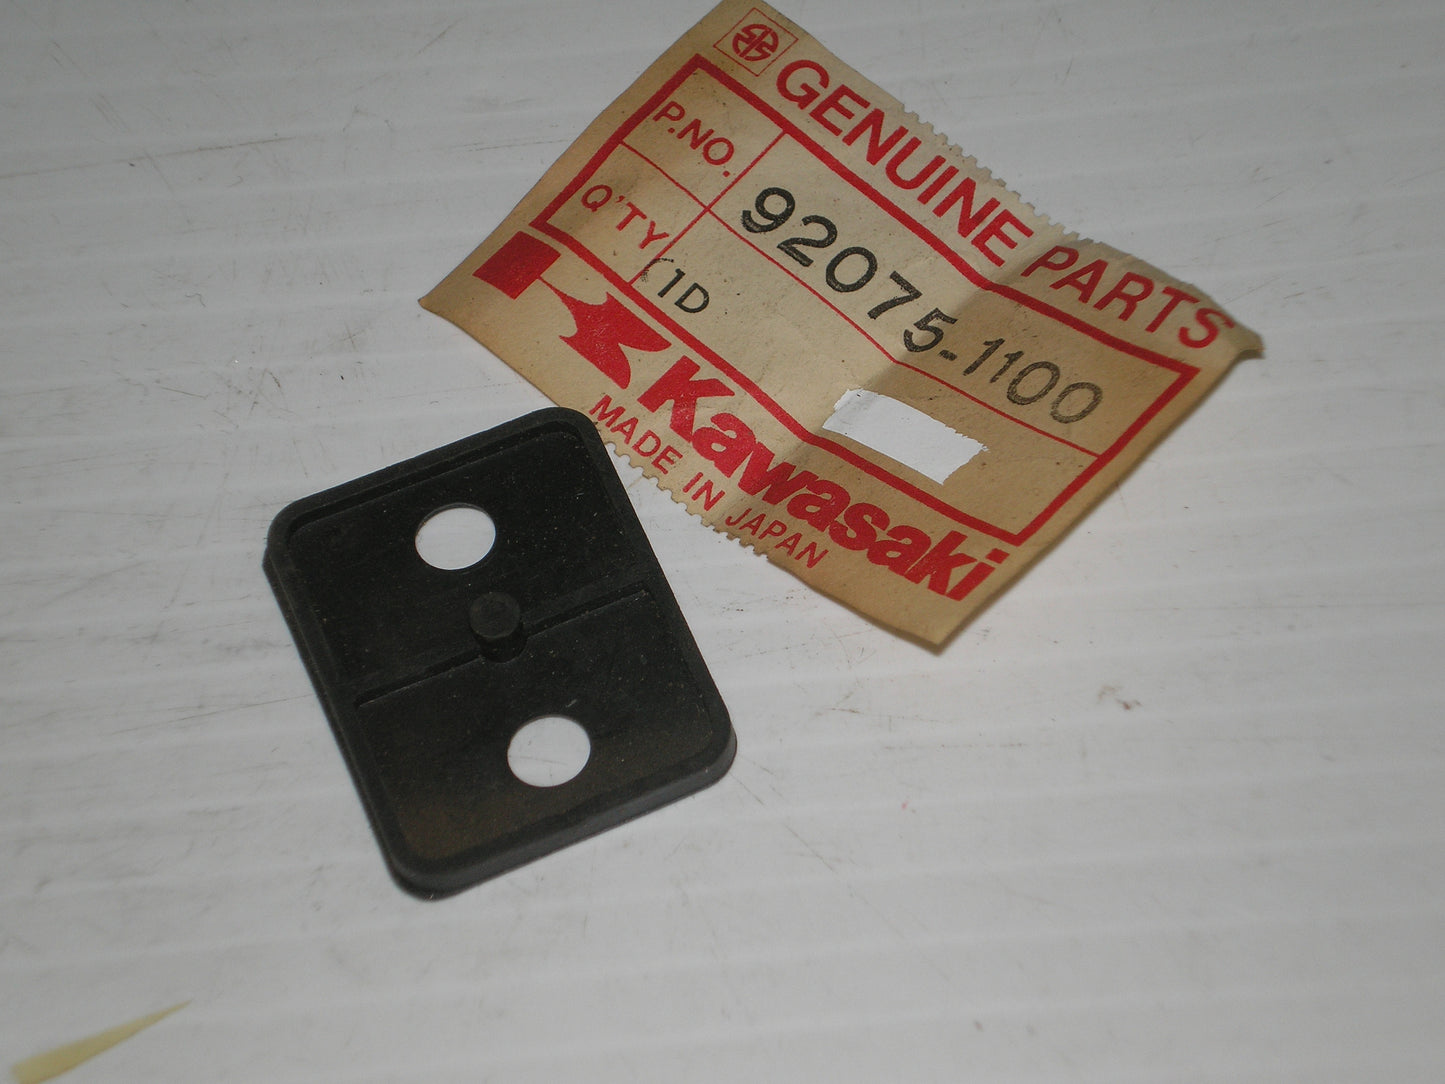 GENUINE PARTS
P.NO. 92075-1100
Q'TY 1D
Kawasaki
MADE IN JAPAN